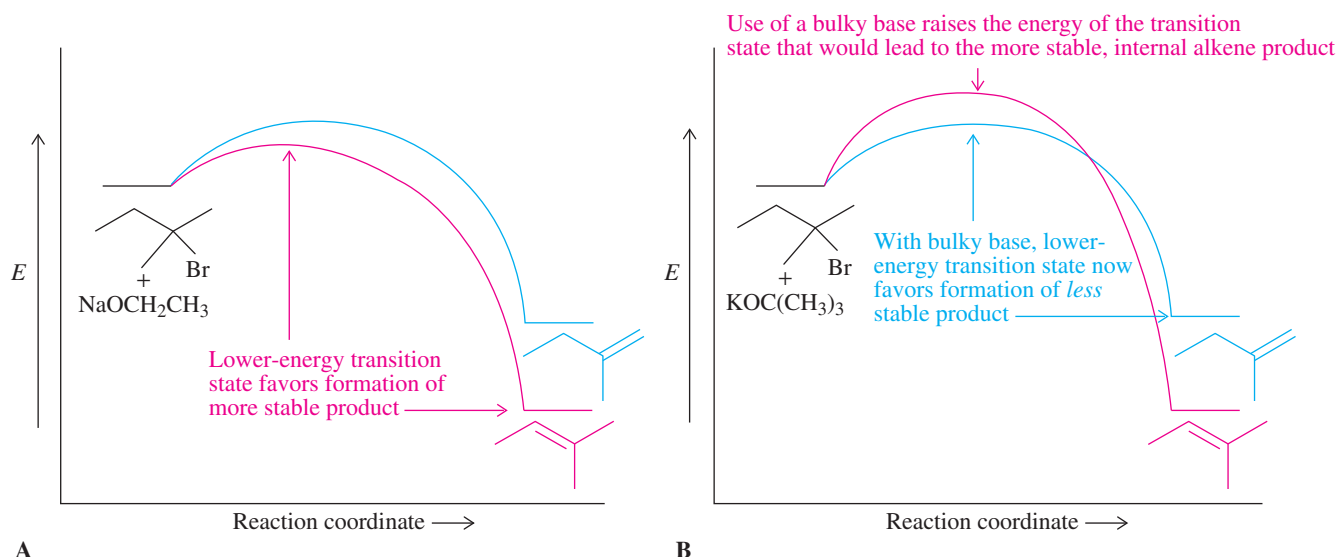 E
Br
+
NaOCH₂CH₃
Lower-energy transition
state favors formation of
more stable product
Reaction coordinate
A
Use of a bulky base raises the energy of the transition
state that would lead to the more stable, internal alkene product
E
Br
+
KOC(CH₃)₃
With bulky base, lower-
energy transition state now
favors formation of less
stable product
Reaction coordinate
B